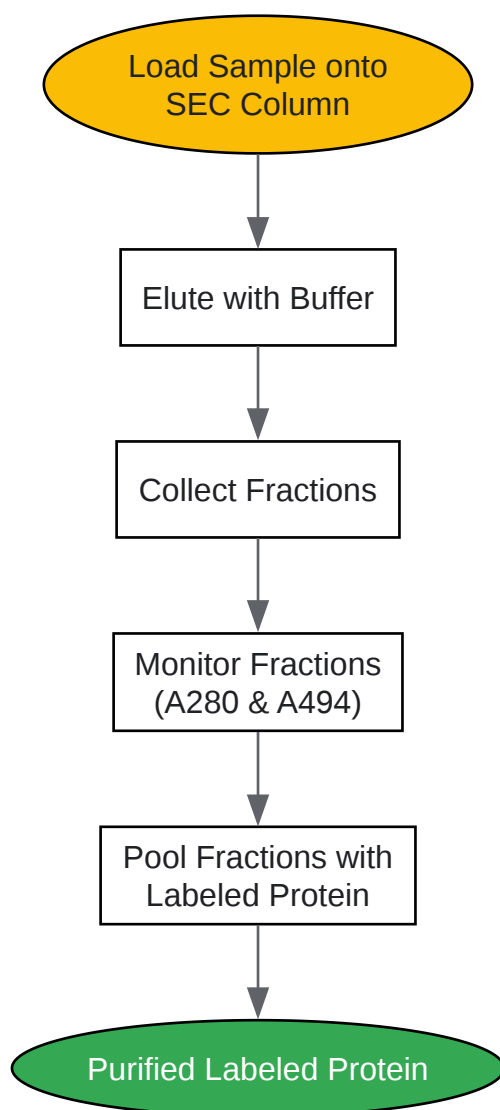 Load Sample onto
SEC Column
Elute with Buffer
Collect Fractions
Monitor Fractions
(A280 & A494)
Pool Fractions with
Labeled Protein
Purified Labeled Protein